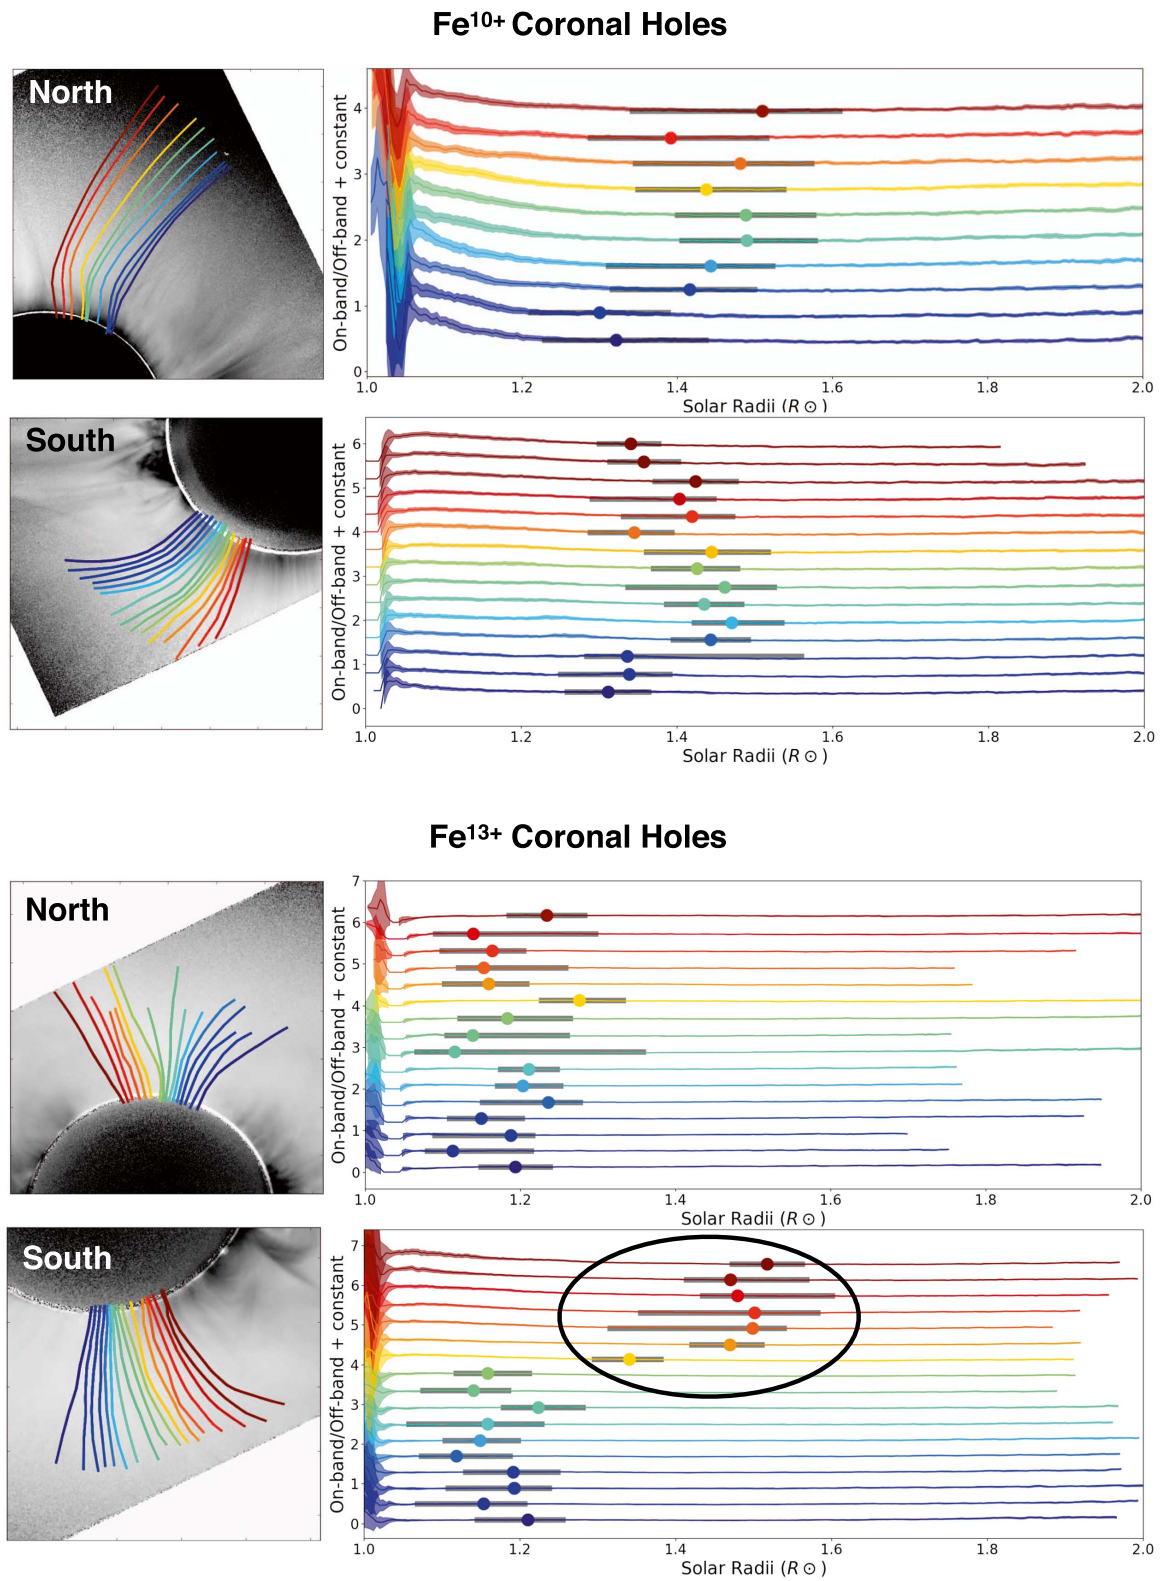 Fe10+ Coronal Holes
North
On-band/Off-band + constant
4
3
2
1
0
1.0 1.2 1.4 1.6 1.8 2.0
Solar Radii (R⊙)
South
On-band/Off-band + constant
6
5
4
3
2
1
0
1.0 1.2 1.4 1.6 1.8 2.0
Solar Radii (R⊙)
Fe13+ Coronal Holes
North
On-band/Off-band + constant
7
6
5
4
3
2
1
0
1.0 1.2 1.4 1.6 1.8 2.0
Solar Radii (R⊙)
South
On-band/Off-band + constant
7
6
5
4
3
2
1
0
1.0 1.2 1.4 1.6 1.8 2.0
Solar Radii (R⊙)